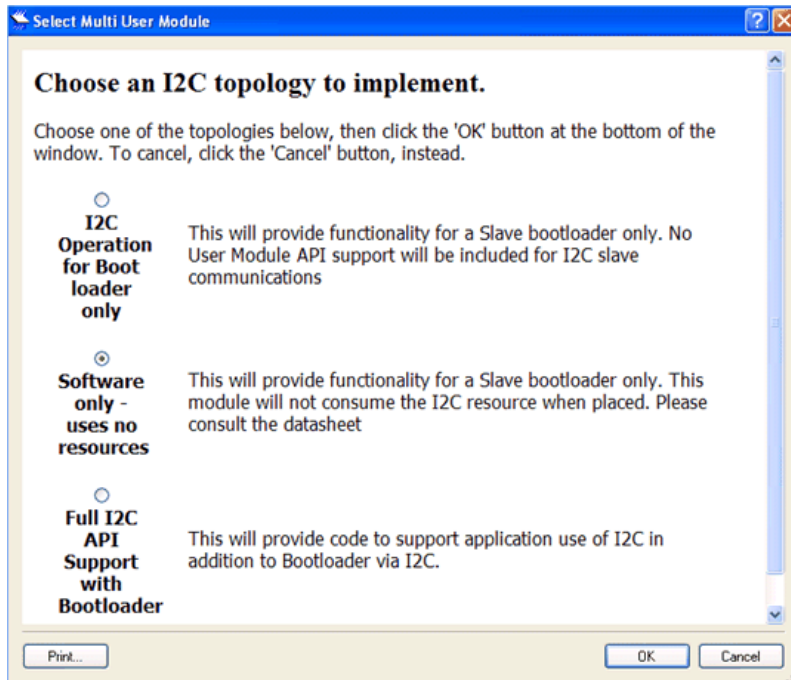 Select Multi User Module
Choose an I2C topology to implement.
Choose one of the topologies below, then click the 'OK' button at the bottom of the
window. To cancel, click the 'Cancel' button, instead.
I2C
Operation
for Boot
loader
only
This will provide functionality for a Slave bootloader only. No
User Module API support will be included for I2C slave
communications
Software
only -
uses no
resources
This will provide functionality for a Slave bootloader only. This
module will not consume the I2C resource when placed. Please
consult the datasheet
Full I2C
API
Support
with
Bootloader
This will provide code to support application use of I2C in
addition to Bootloader via I2C.
Print...
OK
Cancel